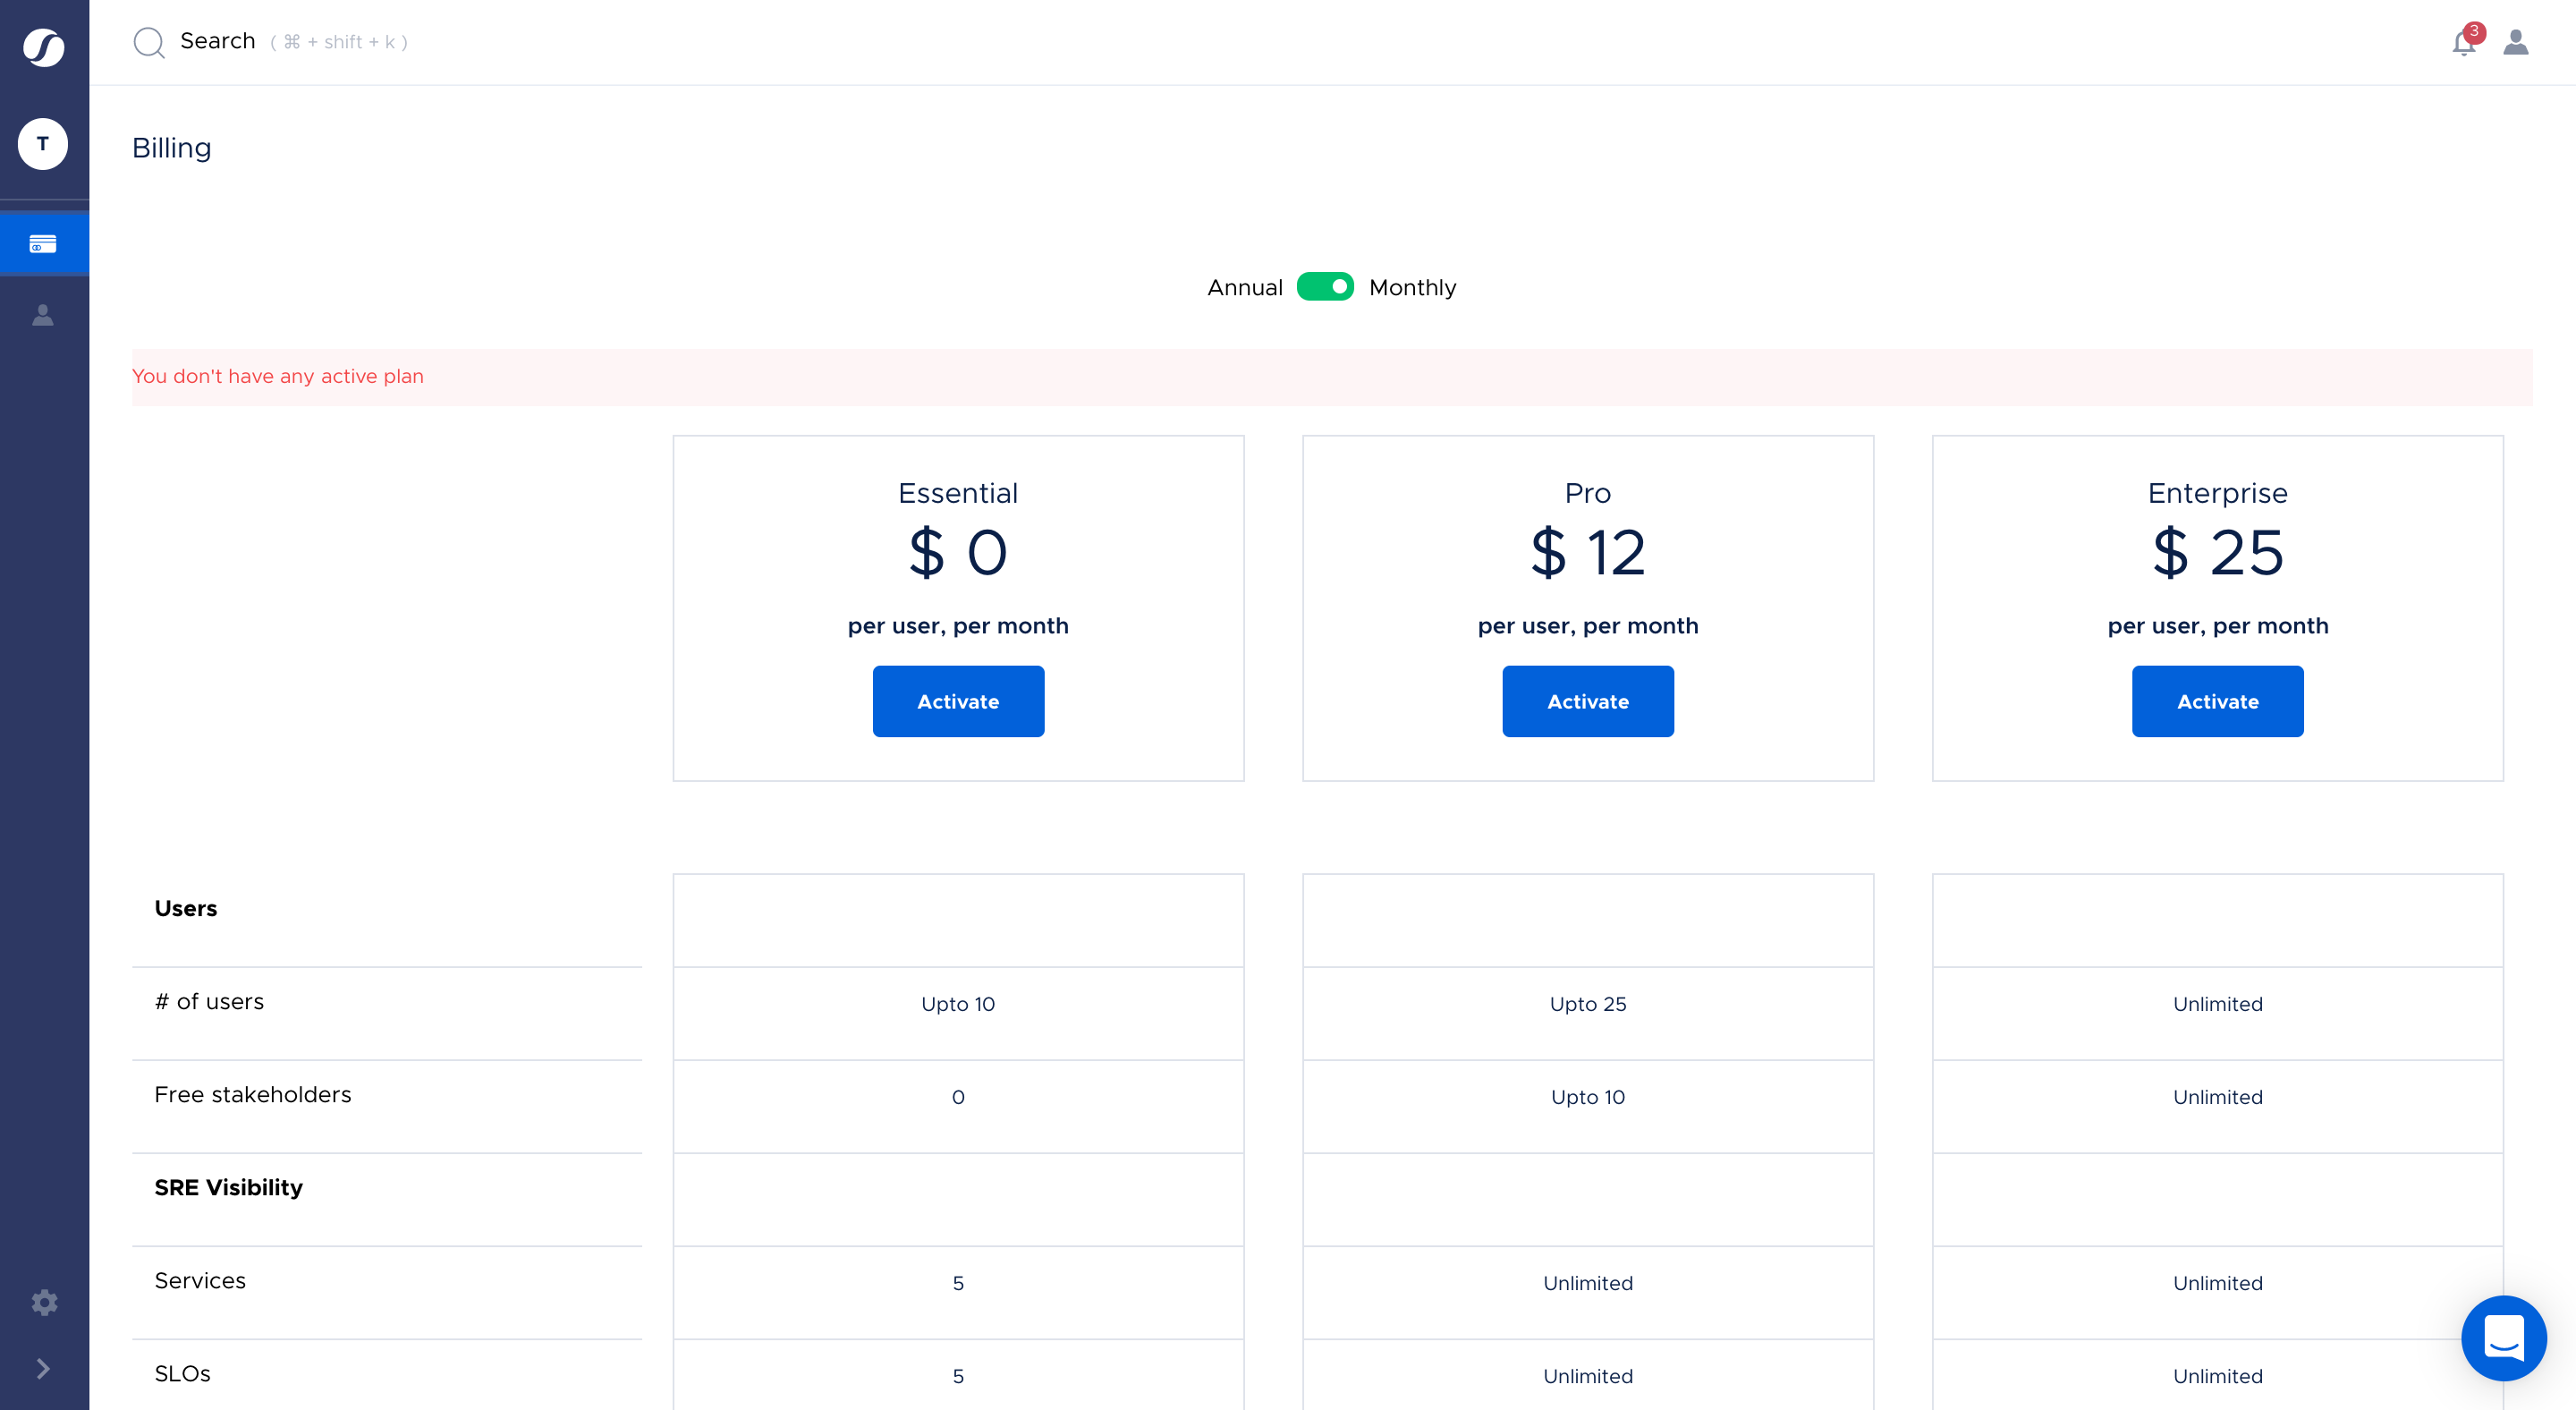 Search ( ⌘ + shift + k )
3
T
Billing
Annual Monthly
You don't have any active plan
Essential
$ 0
per user, per month
Activate
Pro
$ 12
per user, per month
Activate
Enterprise
$ 25
per user, per month
Activate
Users
# of users Upto 10 Upto 25 Unlimited
Free stakeholders 0 Upto 10 Unlimited
SRE Visibility
Services 5 Unlimited Unlimited
SLOs 5 Unlimited Unlimited